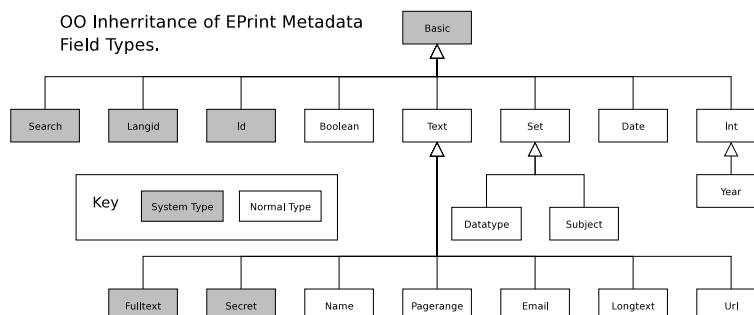 OO Inherritance of EPrint Metadata
Field Types.
Basic
Search
Langid
Id
Boolean
Text
Set
Date
Int
Key
System Type
Normal Type
Year
Datatype
Subject
Fulltext
Secret
Name
Pagerange
Email
Longtext
Url